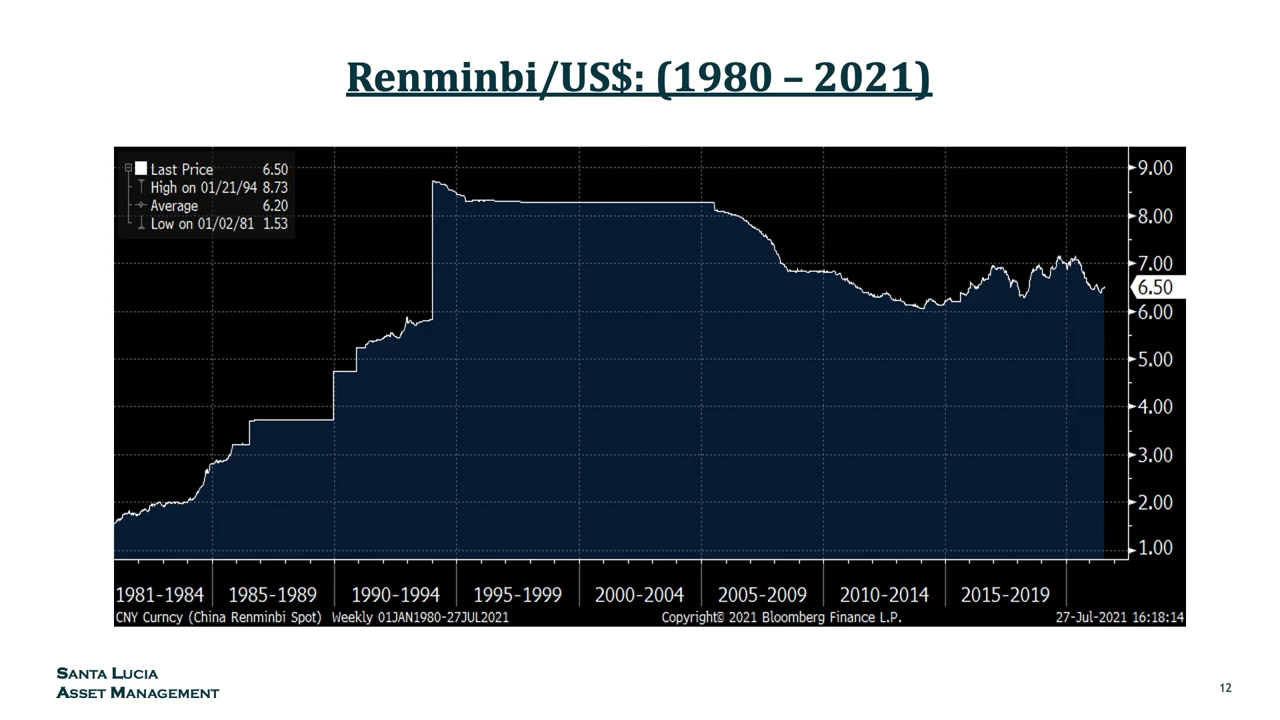 Renminbi/US$: (1980 – 2021)
Last Price 6.50
High on 01/21/94 8.73
Average 6.20
Low on 01/02/81 1.53
9.00
8.00
7.00
6.50
6.00
5.00
4.00
3.00
2.00
1.00
1981-1984 1985-1989 1990-1994 1995-1999 2000-2004 2005-2009 2010-2014 2015-2019
CNY Curncy (China Renminbi Spot) Weekly 01JAN1980-27JUL2021 Copyright© 2021 Bloomberg Finance L.P. 27-Jul-2021 16:18:14
SANTA LUCIA
ASSET MANAGEMENT
12